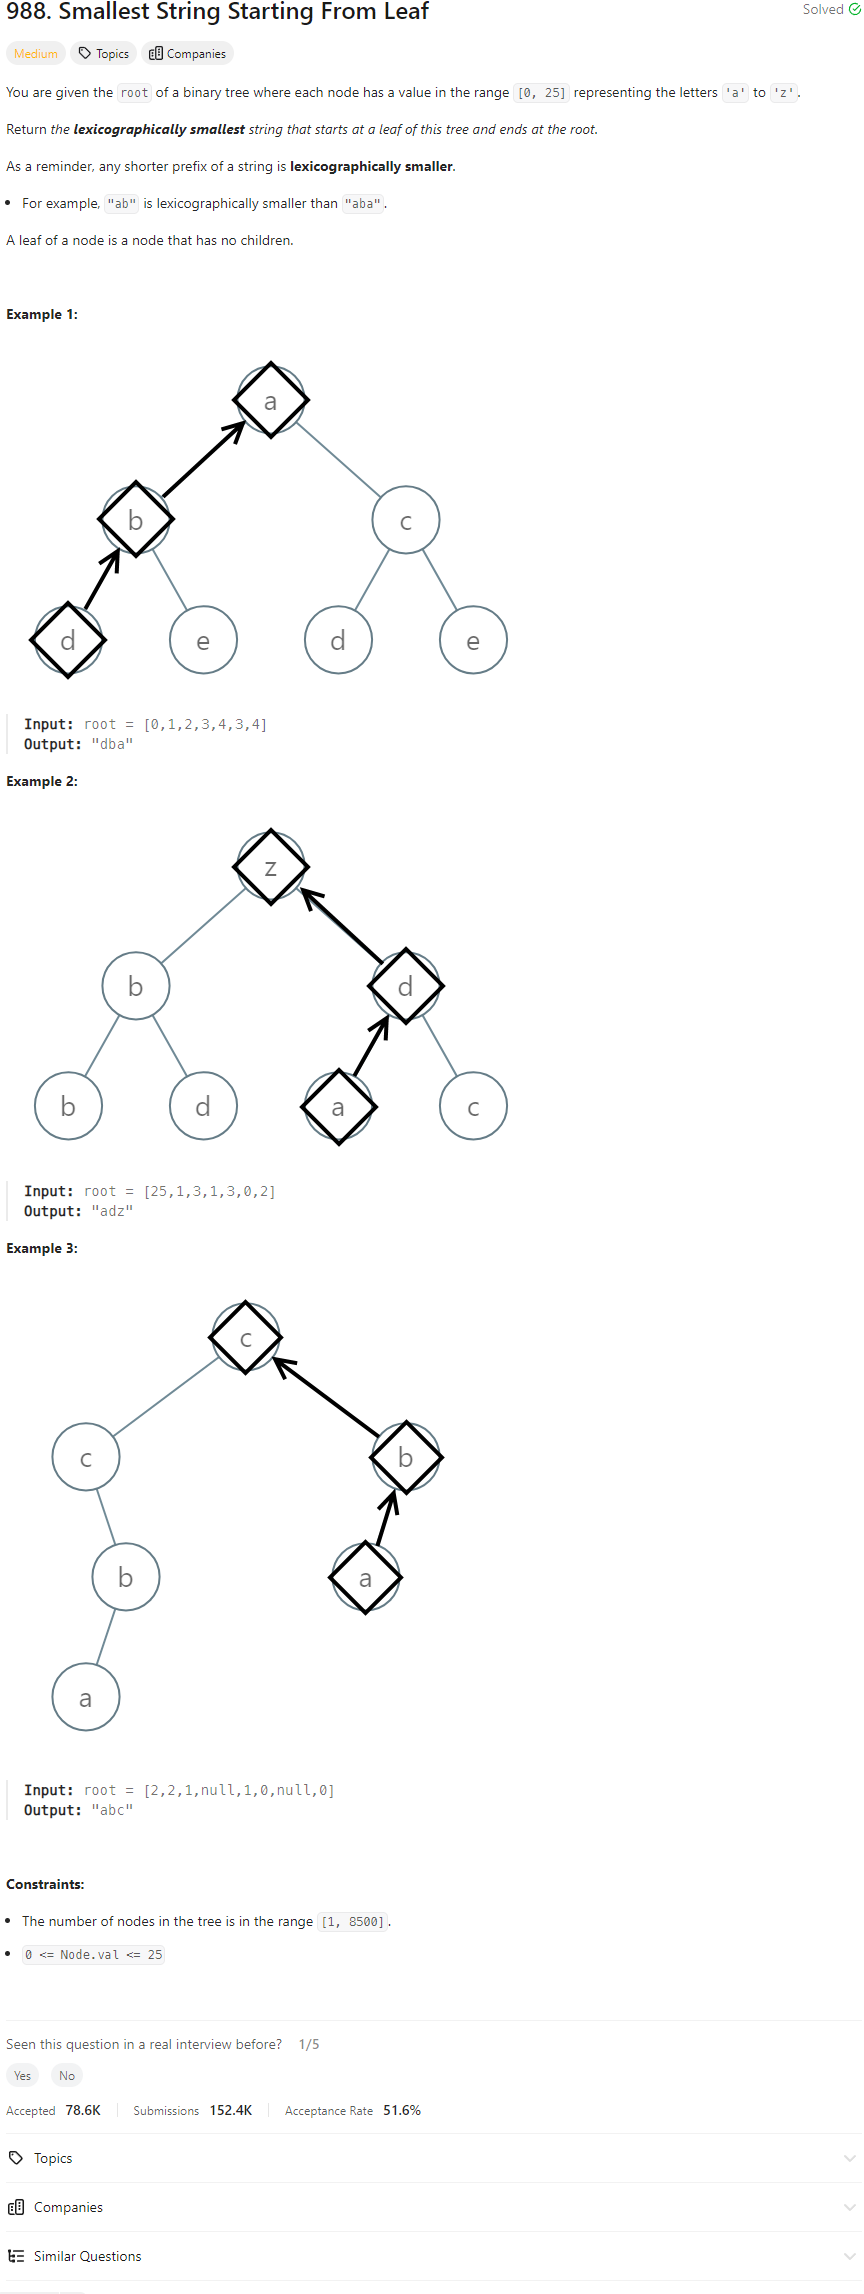 988. Smallest String Starting From Leaf
Solved
Medium Topics Companies
You are given the root of a binary tree where each node has a value in the range [0, 25] representing the letters 'a' to 'z'.
Return the lexicographically smallest string that starts at a leaf of this tree and ends at the root.
As a reminder, any shorter prefix of a string is lexicographically smaller.
• For example, "ab" is lexicographically smaller than "aba".
A leaf of a node is a node that has no children.
Example 1:
a
b c
d e d e
Input: root = [0,1,2,3,4,3,4]
Output: "dba"
Example 2:
z
b d
b d a c
Input: root = [25,1,3,1,3,0,2]
Output: "adz"
Example 3:
c
c b
b a
a
Input: root = [2,2,1,null,1,0,null,0]
Output: "abc"
Constraints:
• The number of nodes in the tree is in the range [1, 8500].
• 0 <= Node.val <= 25
Seen this question in a real interview before? 1/5
Yes No
Accepted 78.6K Submissions 152.4K Acceptance Rate 51.6%
Topics
Companies
Similar Questions